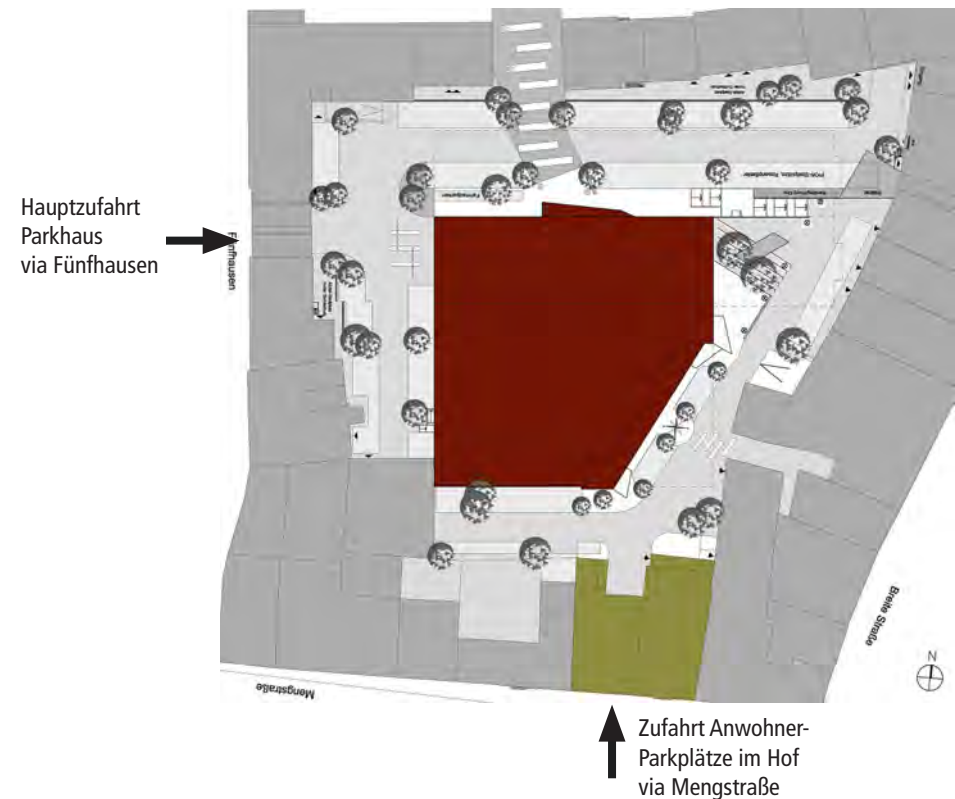 Hauptzufahrt
Parkhaus
via Fünfhausen
Fünfhausen
Breite Straße
N
Mengstraße
Zufahrt Anwohner-
Parkplätze im Hof
via Mengstraße